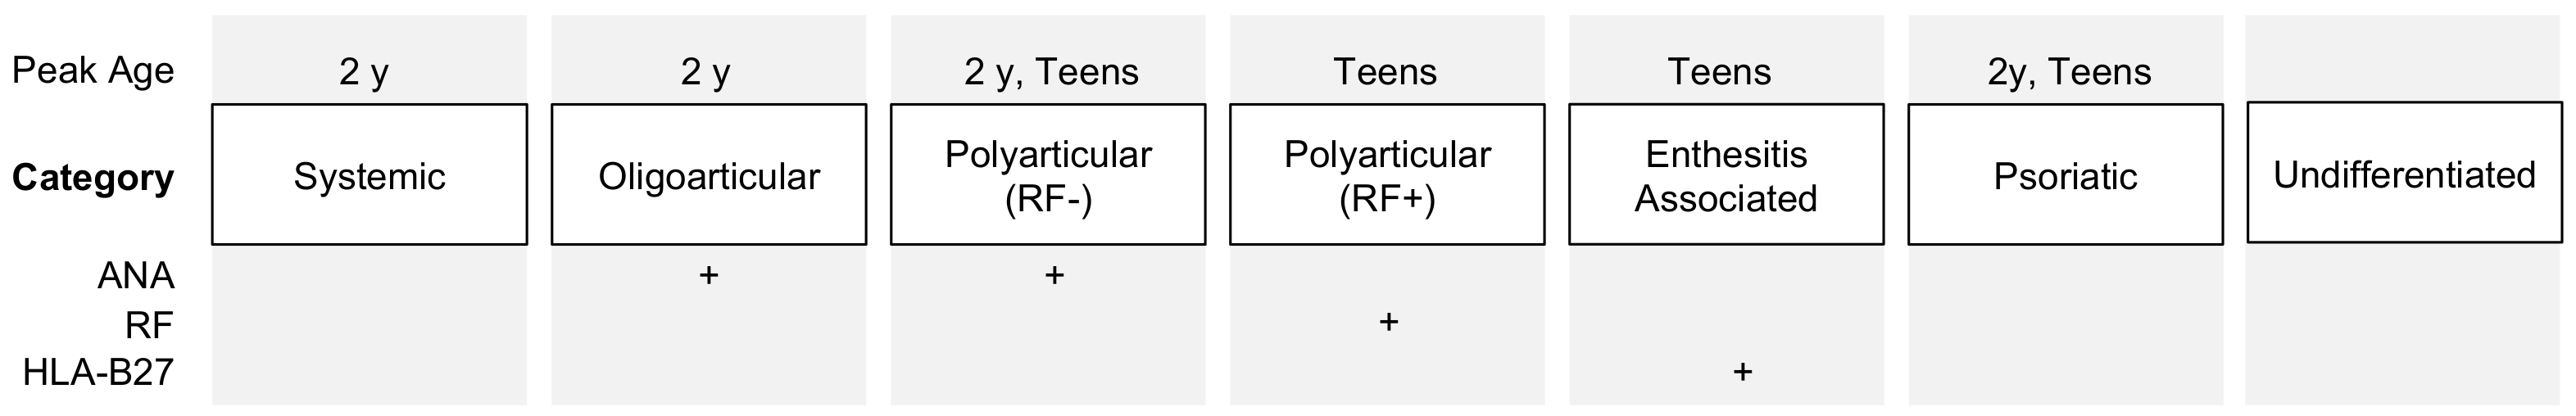 Peak Age 2 y 2 y 2 y, Teens Teens Teens 2y, Teens
Category Systemic Oligoarticular Polyarticular (RF-) Polyarticular (RF+) Enthesitis Associated Psoriatic Undifferentiated
ANA + +
RF +
HLA-B27 +